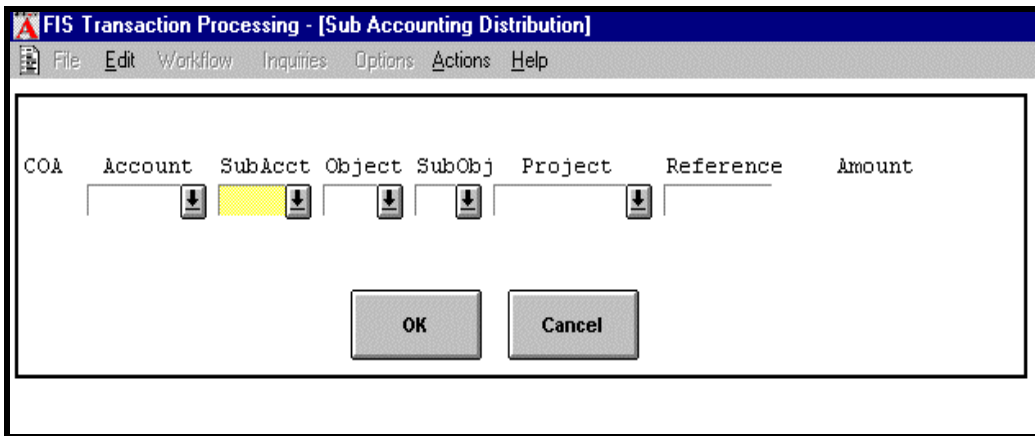 FIS Transaction Processing - [Sub Accounting Distribution]
File Edit Workflow Inquiries Options Actions Help
COA Account SubAcct Object SubObj Project Reference Amount
OK Cancel